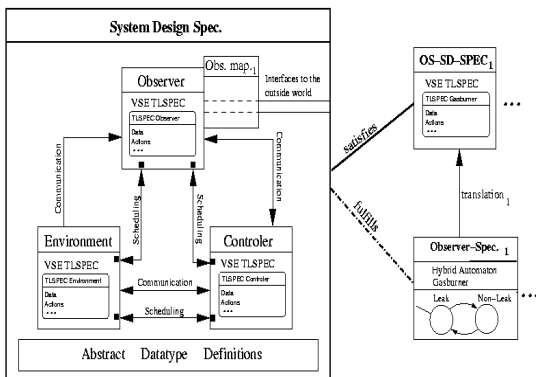 System Design Spec.
Obs. map.1
Observer
VSE TLSPEC
TLSPEC Observer
Data
Actions
•••
Interfaces to the
outside world
Communication
Scheduling
Scheduling
Communication
Environment
VSE TLSPEC
TLSPEC Environment
Data
Actions
•••
Communication
Scheduling
Controler
VSE TLSPEC
TLSPEC Controler
Data
Actions
•••
Abstract Datatype Definitions
satisfies
fulfills
OS–SD–SPEC1
VSE TLSPEC
TLSPEC Gasburner
Data
Actions
•••
•••
translation1
Observer–Spec.1
Hybrid Automaton
Gasburner
Leak
Non–Leak
•••